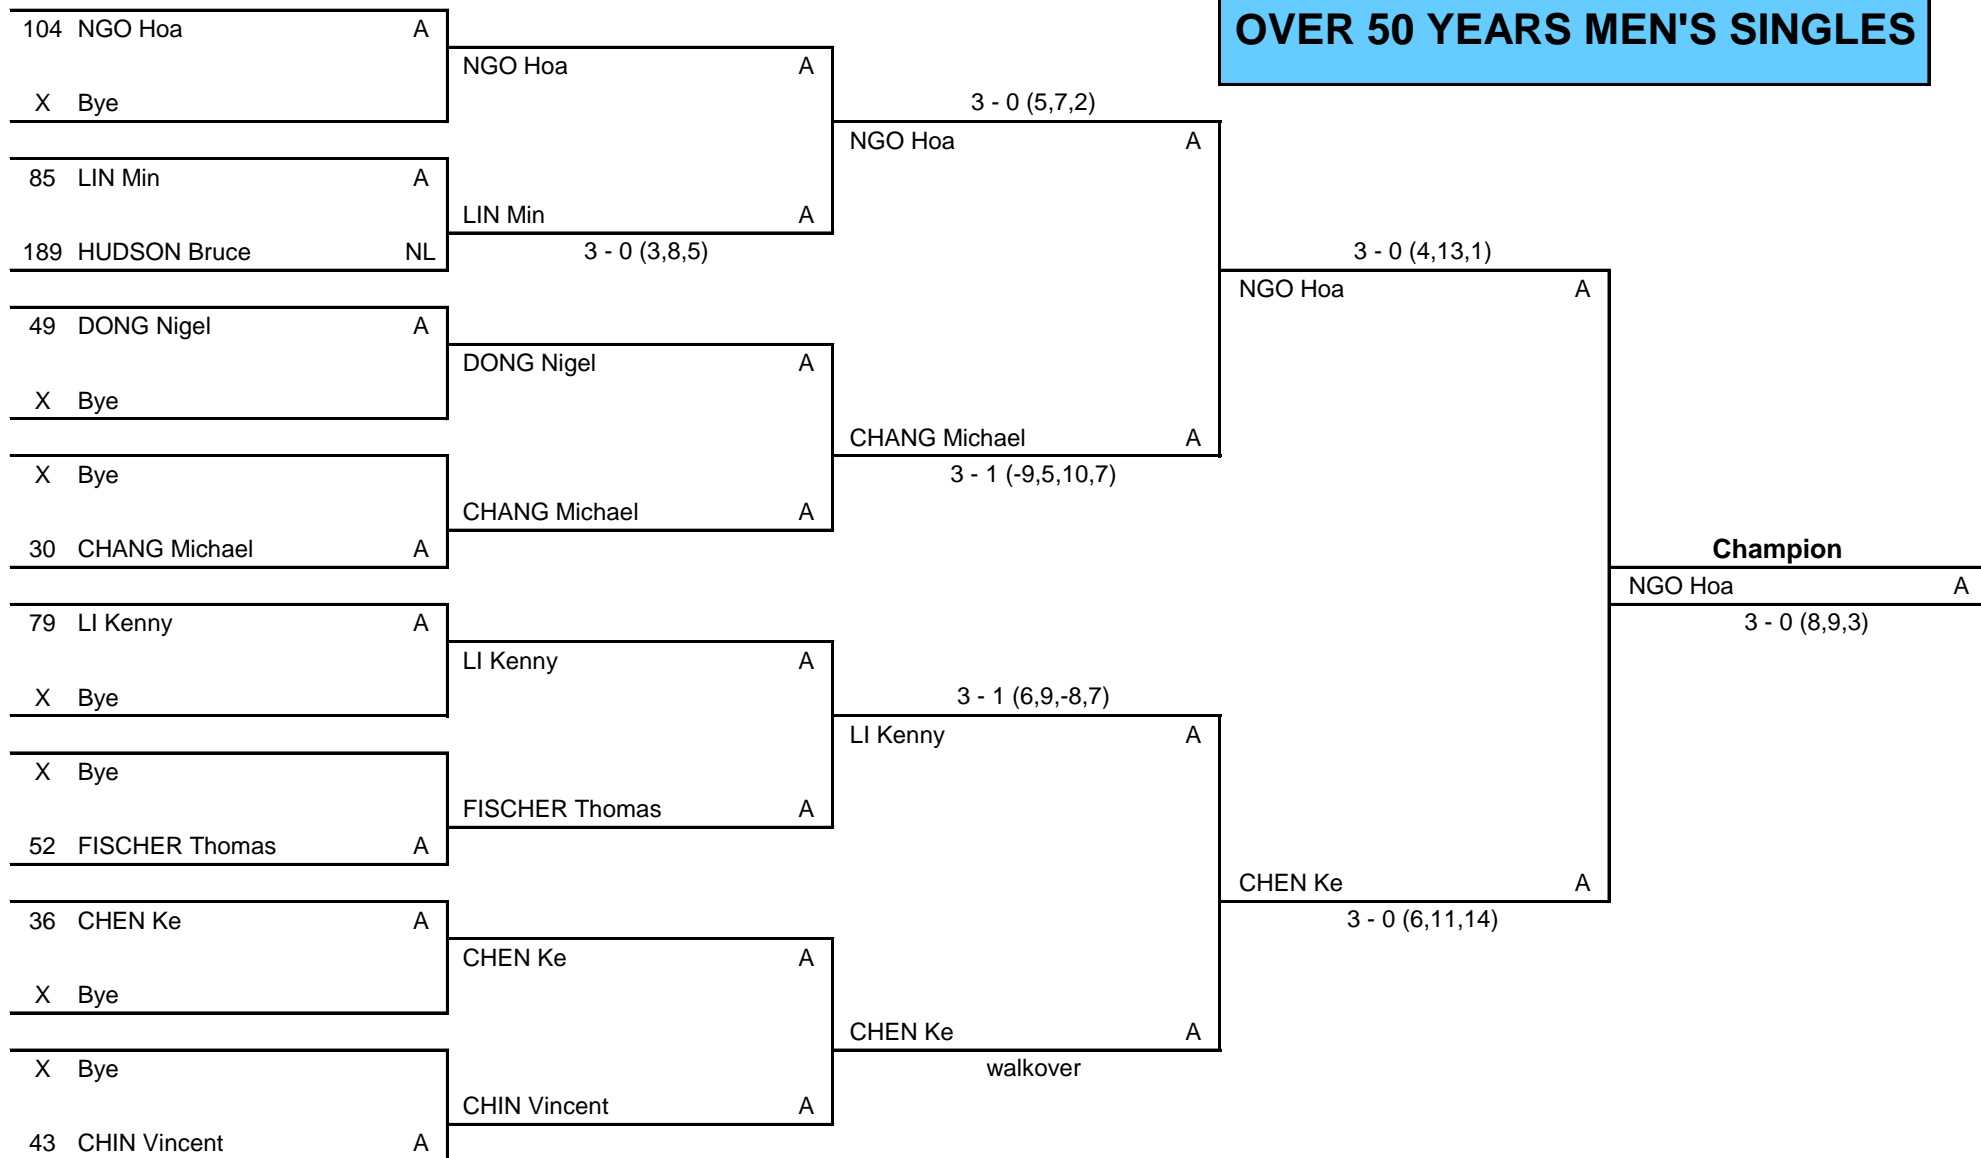 OVER 50 YEARS MEN'S SINGLES
104 NGO Hoa A
NGO Hoa A
X Bye
3 - 0 (5,7,2)
NGO Hoa A
85 LIN Min A
LIN Min A
189 HUDSON Bruce NL
3 - 0 (3,8,5)
3 - 0 (4,13,1)
NGO Hoa A
49 DONG Nigel A
DONG Nigel A
X Bye
CHANG Michael A
3 - 1 (-9,5,10,7)
X Bye
CHANG Michael A
30 CHANG Michael A
Champion
NGO Hoa A
3 - 0 (8,9,3)
79 LI Kenny A
LI Kenny A
X Bye
3 - 1 (6,9,-8,7)
LI Kenny A
X Bye
FISCHER Thomas A
52 FISCHER Thomas A
CHEN Ke A
3 - 0 (6,11,14)
36 CHEN Ke A
CHEN Ke A
X Bye
CHEN Ke A
walkover
X Bye
CHIN Vincent A
43 CHIN Vincent A